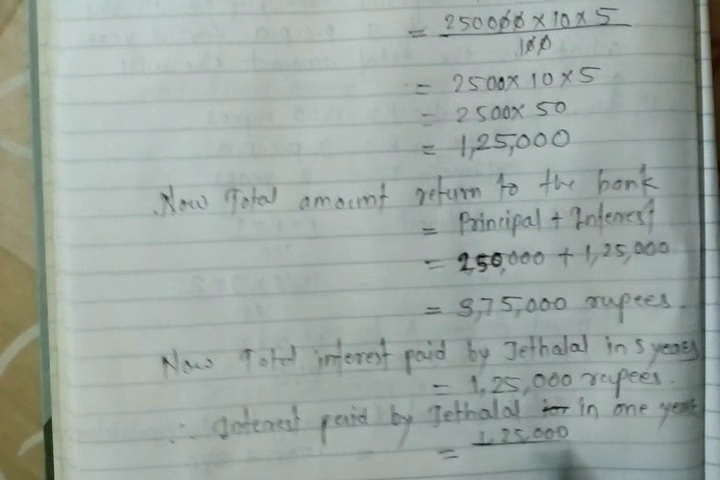 = 250000 × 10 × 5
100
= 2500 × 10 × 5
= 2500 × 50
= 1,25,000
Now Total amount return to the bank
= Principal + Interest
= 250,000 + 1,25,000
= 3,75,000 rupees.
Now Total interest paid by Jethalal in 5 years
= 1,25,000 rupees.
∴ Interest paid by Jethalal in one year
= 1,25,000